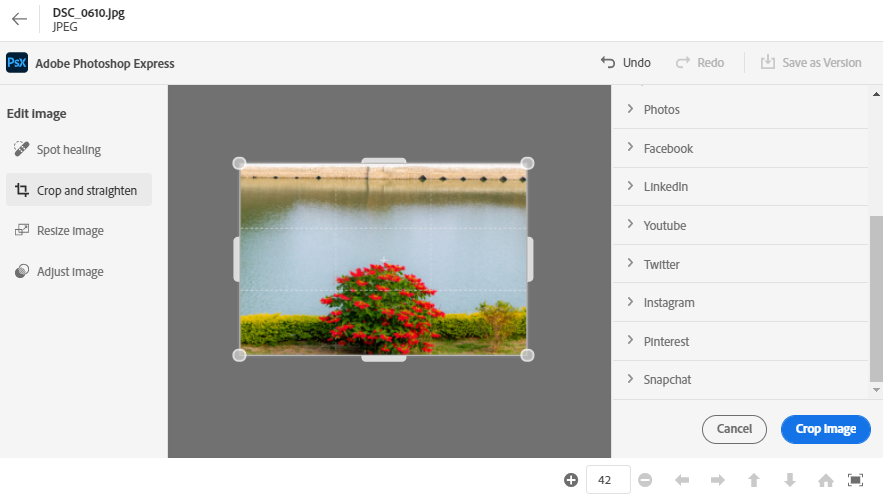 DSC_0610.jpg
JPEG
PsX
Adobe Photoshop Express
Undo
Redo
Save as Version
Edit image
Spot healing
Crop and straighten
Resize image
Adjust image
Photos
Facebook
LinkedIn
Youtube
Twitter
Instagram
Pinterest
Snapchat
Cancel
Crop image
42